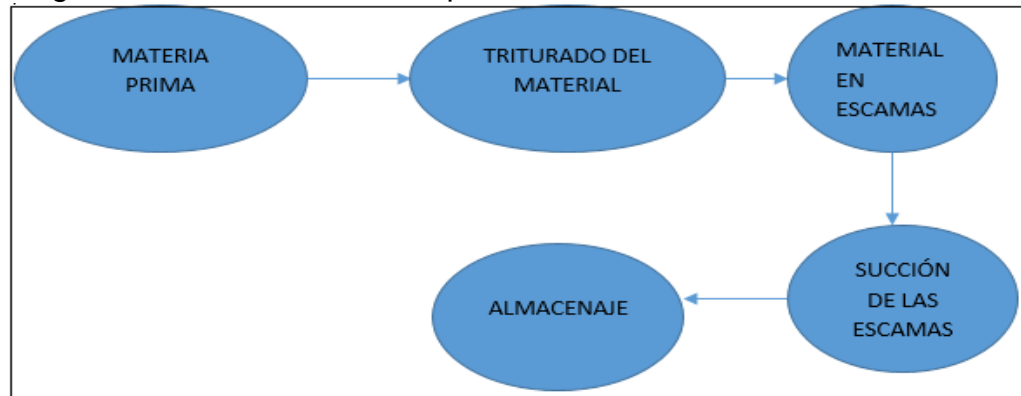 MATERIA
PRIMA
TRITURADO DEL
MATERIAL
MATERIAL
EN
ESCAMAS
SUCCIÓN
DE LAS
ESCAMAS
ALMACENAJE